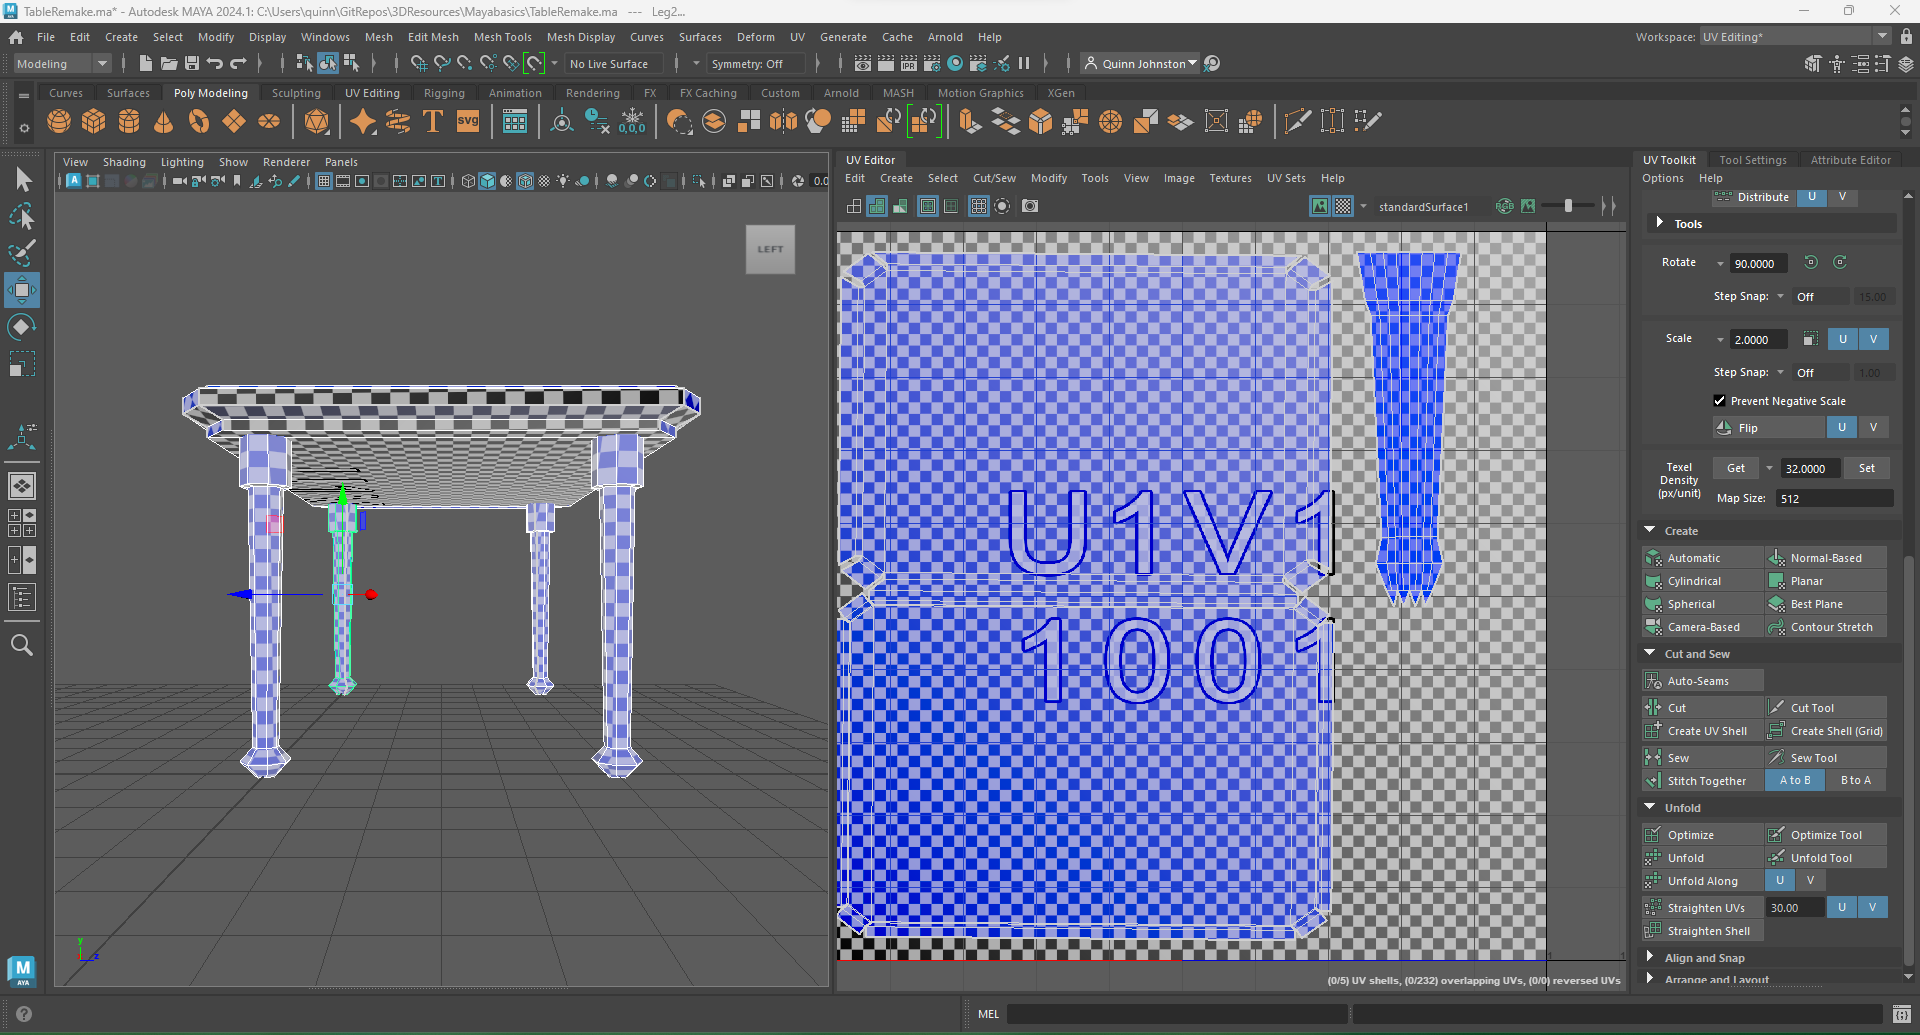 TableRemake.ma* - Autodesk MAYA 2024.1: C:\Users\quinn\GitRepos\3DResources\Mayabasics\TableRemake.ma --- Leg2...
File Edit Create Select Modify Display Windows Mesh Edit Mesh Mesh Tools Mesh Display Curves Surfaces Deform UV Generate Cache Arnold Help
Workspace: UV Editing*
Modeling
No Live Surface
Symmetry: Off
IPR
Quinn Johnston
Curves Surfaces Poly Modeling Sculpting UV Editing Rigging Animation Rendering FX FX Caching Custom Arnold MASH Motion Graphics XGen
T
svg
0,0,0
View Shading Lighting Show Renderer Panels
0.0
LEFT
y
z
UV Editor
Edit Create Select Cut/Sew Modify Tools View Image Textures UV Sets Help
standardSurface1
RGB
U1V1
1001
(0/5) UV shells, (0/232) overlapping UVs, (0/0) reversed UVs
UV Toolkit Tool Settings Attribute Editor
Options Help
Distribute U V
Tools
Rotate 90.0000
Step Snap: Off 15.00
Scale 2.0000 U V
Step Snap: Off 1.00
Prevent Negative Scale
Flip U V
Texel Density (px/unit) Get 32.0000 Set
Map Size: 512
Create
Automatic Normal-Based
Cylindrical Planar
Spherical Best Plane
Camera-Based Contour Stretch
Cut and Sew
Auto-Seams
Cut Cut Tool
Create UV Shell Create Shell (Grid)
Sew Sew Tool
Stitch Together A to B B to A
Unfold
Optimize Optimize Tool
Unfold Unfold Tool
Unfold Along U V
Straighten UVs 30.00 U V
Straighten Shell
Align and Snap
Arrange and Layout
M
AYA
MEL